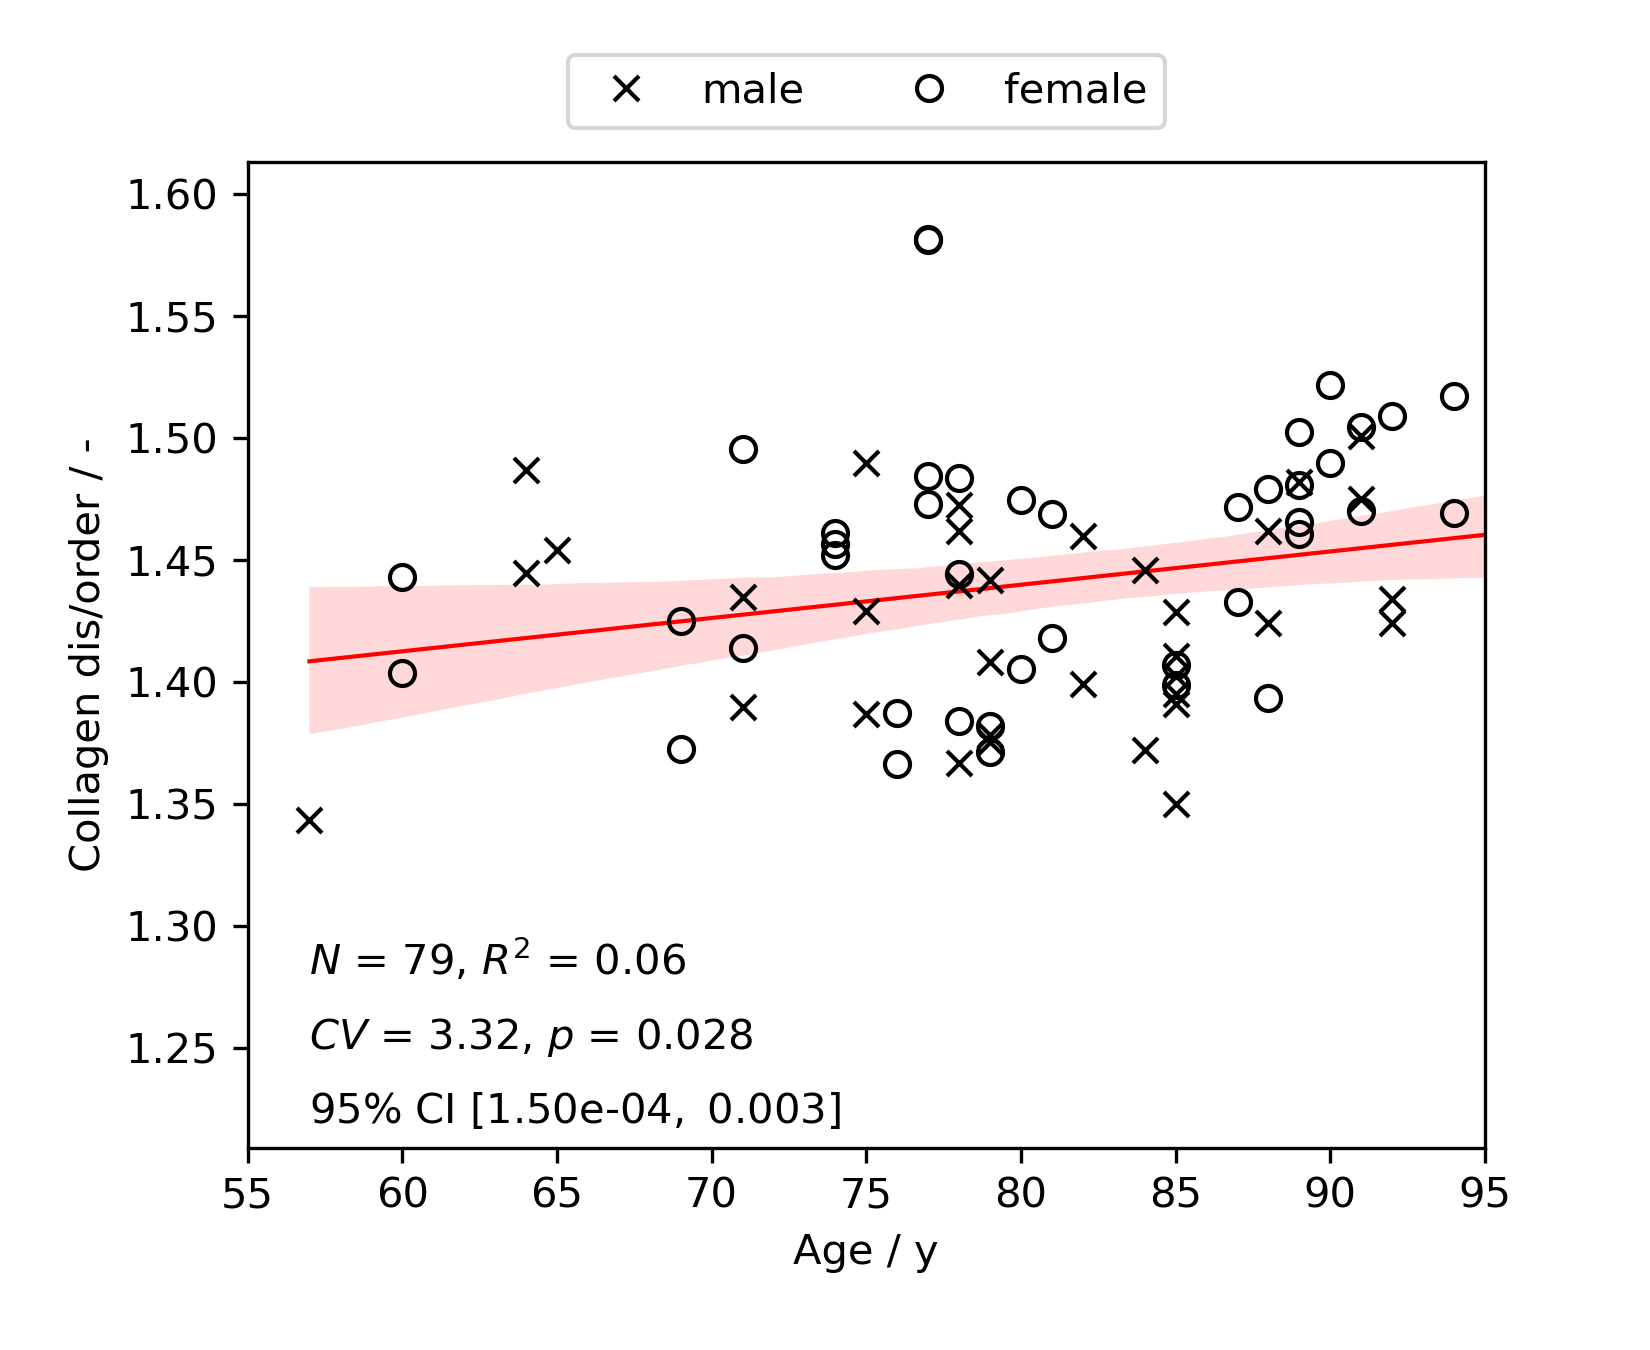 male female
1.60
1.55
1.50
1.45
1.40
1.35
1.30
1.25
Collagen dis/order / -
N = 79, R² = 0.06
CV = 3.32, p = 0.028
95% CI [1.50e-04, 0.003]
55 60 65 70 75 80 85 90 95
Age / y